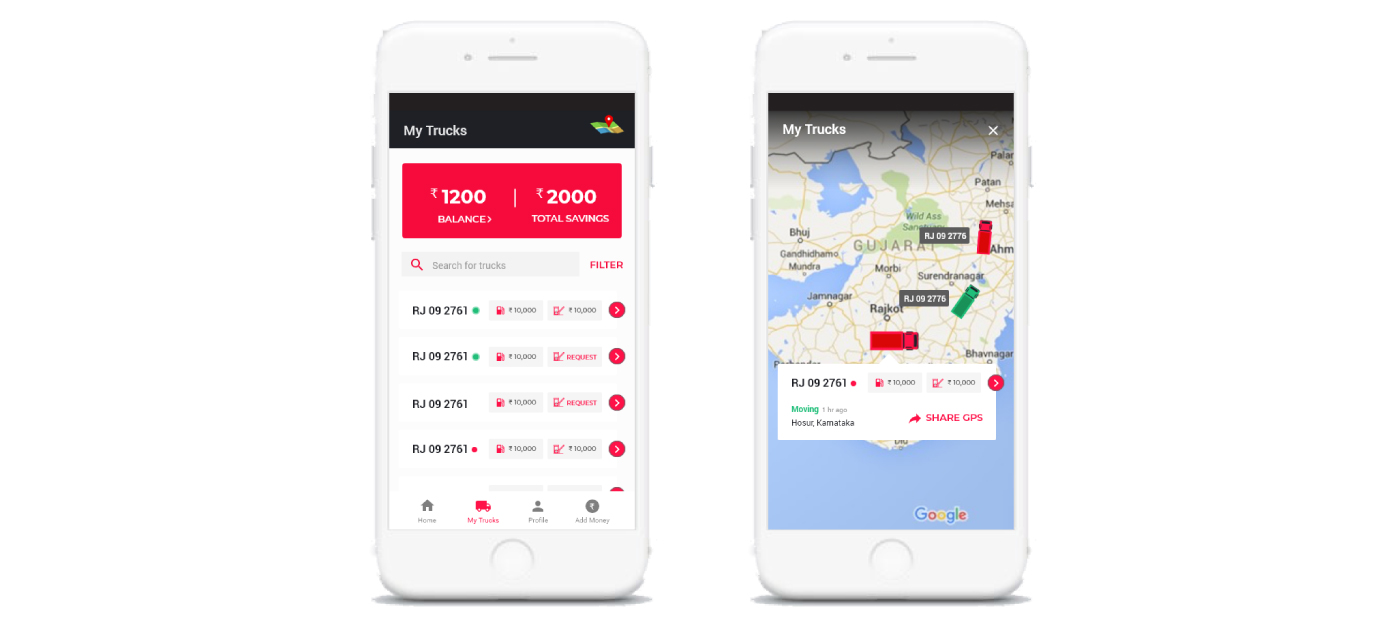 My Trucks
₹ 1200 | ₹ 2000
BALANCE> TOTAL SAVINGS
Search for trucks FILTER
RJ 09 2761 ₹ 10,000 ₹ 10,000
RJ 09 2761 ₹ 10,000 REQUEST
RJ 09 2761 ₹ 10,000 REQUEST
RJ 09 2761 ₹ 10,000 ₹ 10,000
Home My Trucks Profile Add Money
My Trucks
Palan
Patan
Mehsa
Wild Ass
Sanctuary
Bhuj
RJ 09 2776
GUJARAT
Ahm
Gandhidhamo
Mundra
Morbi
Surendranagar
Jamnagar
RJ 09 2776
Rajkot
Bhavnagar
RJ 09 2761 ₹ 10,000 ₹ 10,000
Moving 1 hr ago
Hosur, Karnataka
SHARE GPS
Diu
Google